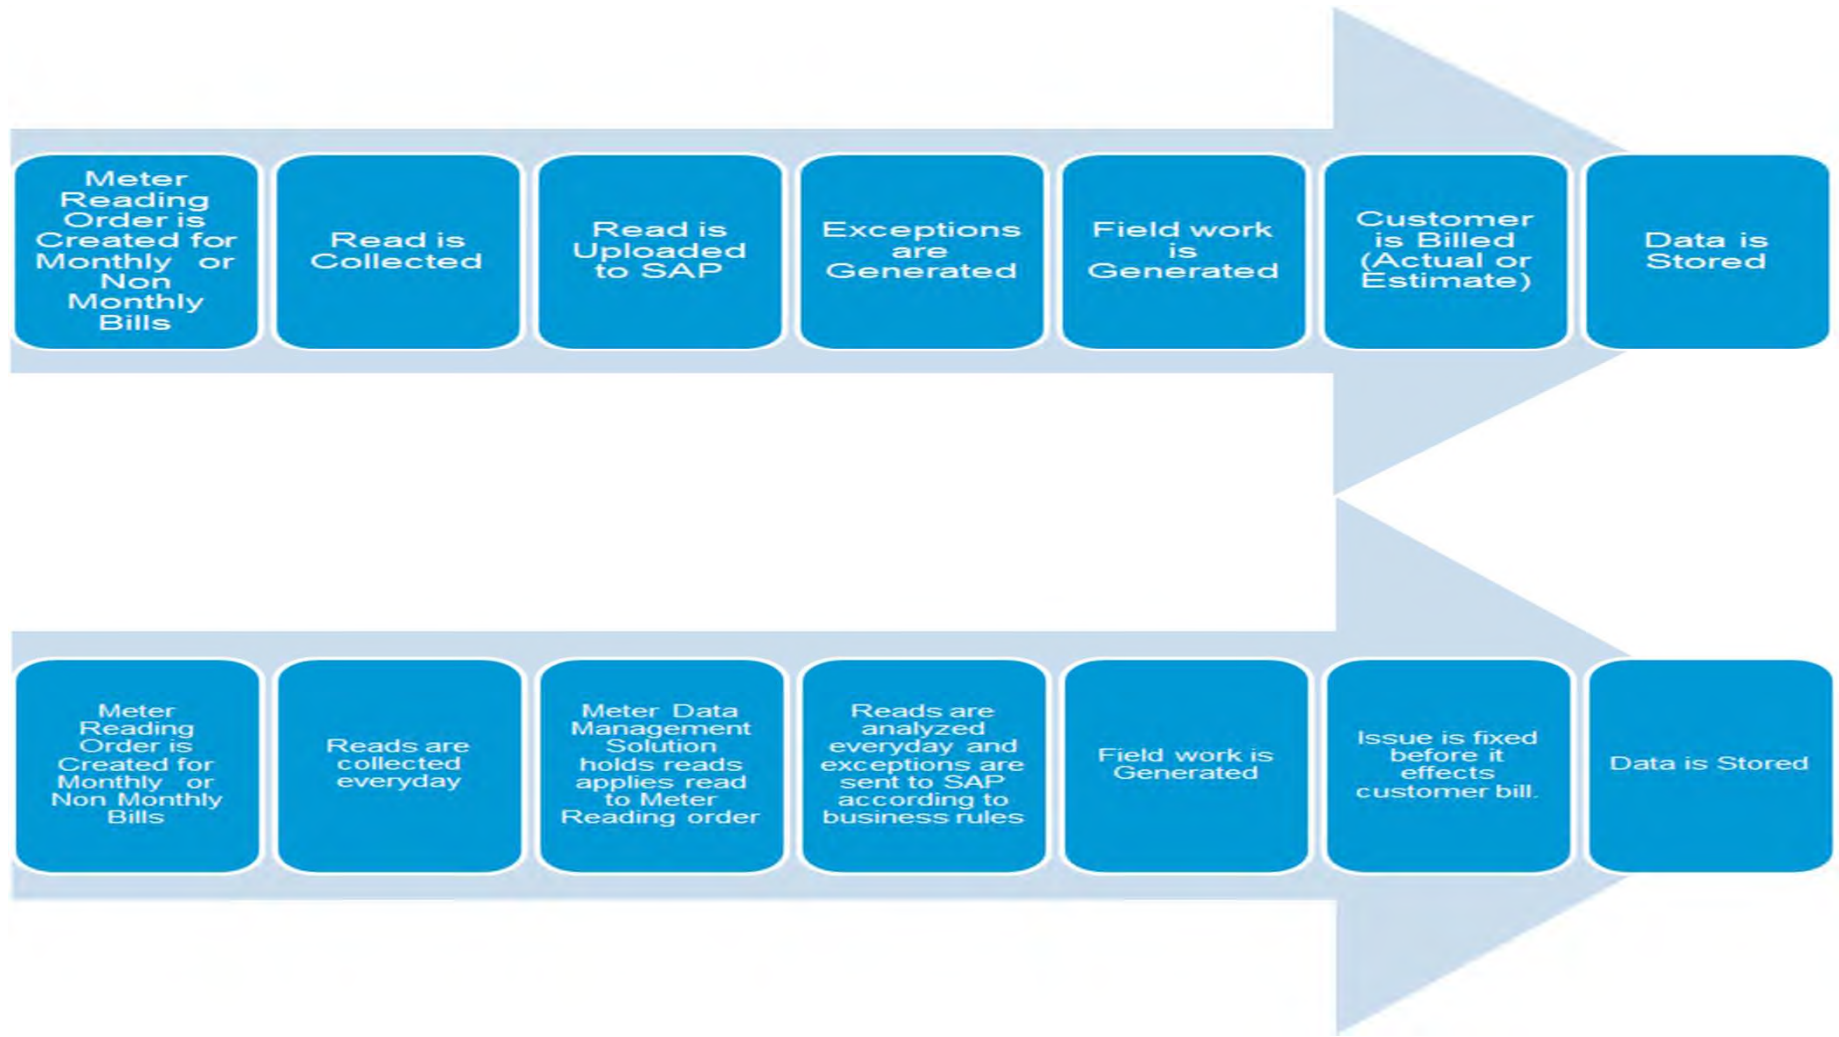 Meter
Reading
Order is
Created for
Monthly or
Non
Monthly
Bills
Read is
Collected
Read is
Uploaded
to SAP
Exceptions
are
Generated
Field work
is
Generated
Customer
is Billed
(Actual or
Estimate)
Data is
Stored
Meter
Reading
Order is
Created for
Monthly or
Non Monthly
Bills
Reads are
collected
everyday
Meter Data
Management
Solution
holds reads
applies read
to Meter
Reading order
Reads are
analyzed
everyday and
exceptions are
sent to SAP
according to
business rules
Field work is
Generated
Issue is fixed
before it
effects
customer bill.
Data is Stored